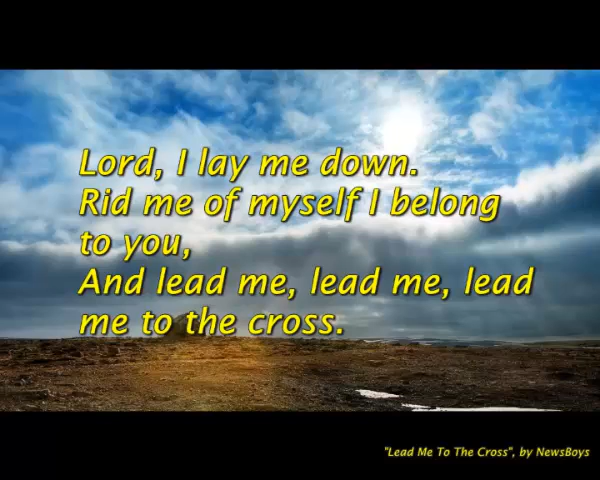 Lord, I lay me down.
Rid me of myself I belong
to you,
And lead me, lead me, lead
me to the cross.
"Lead Me To The Cross", by NewsBoys